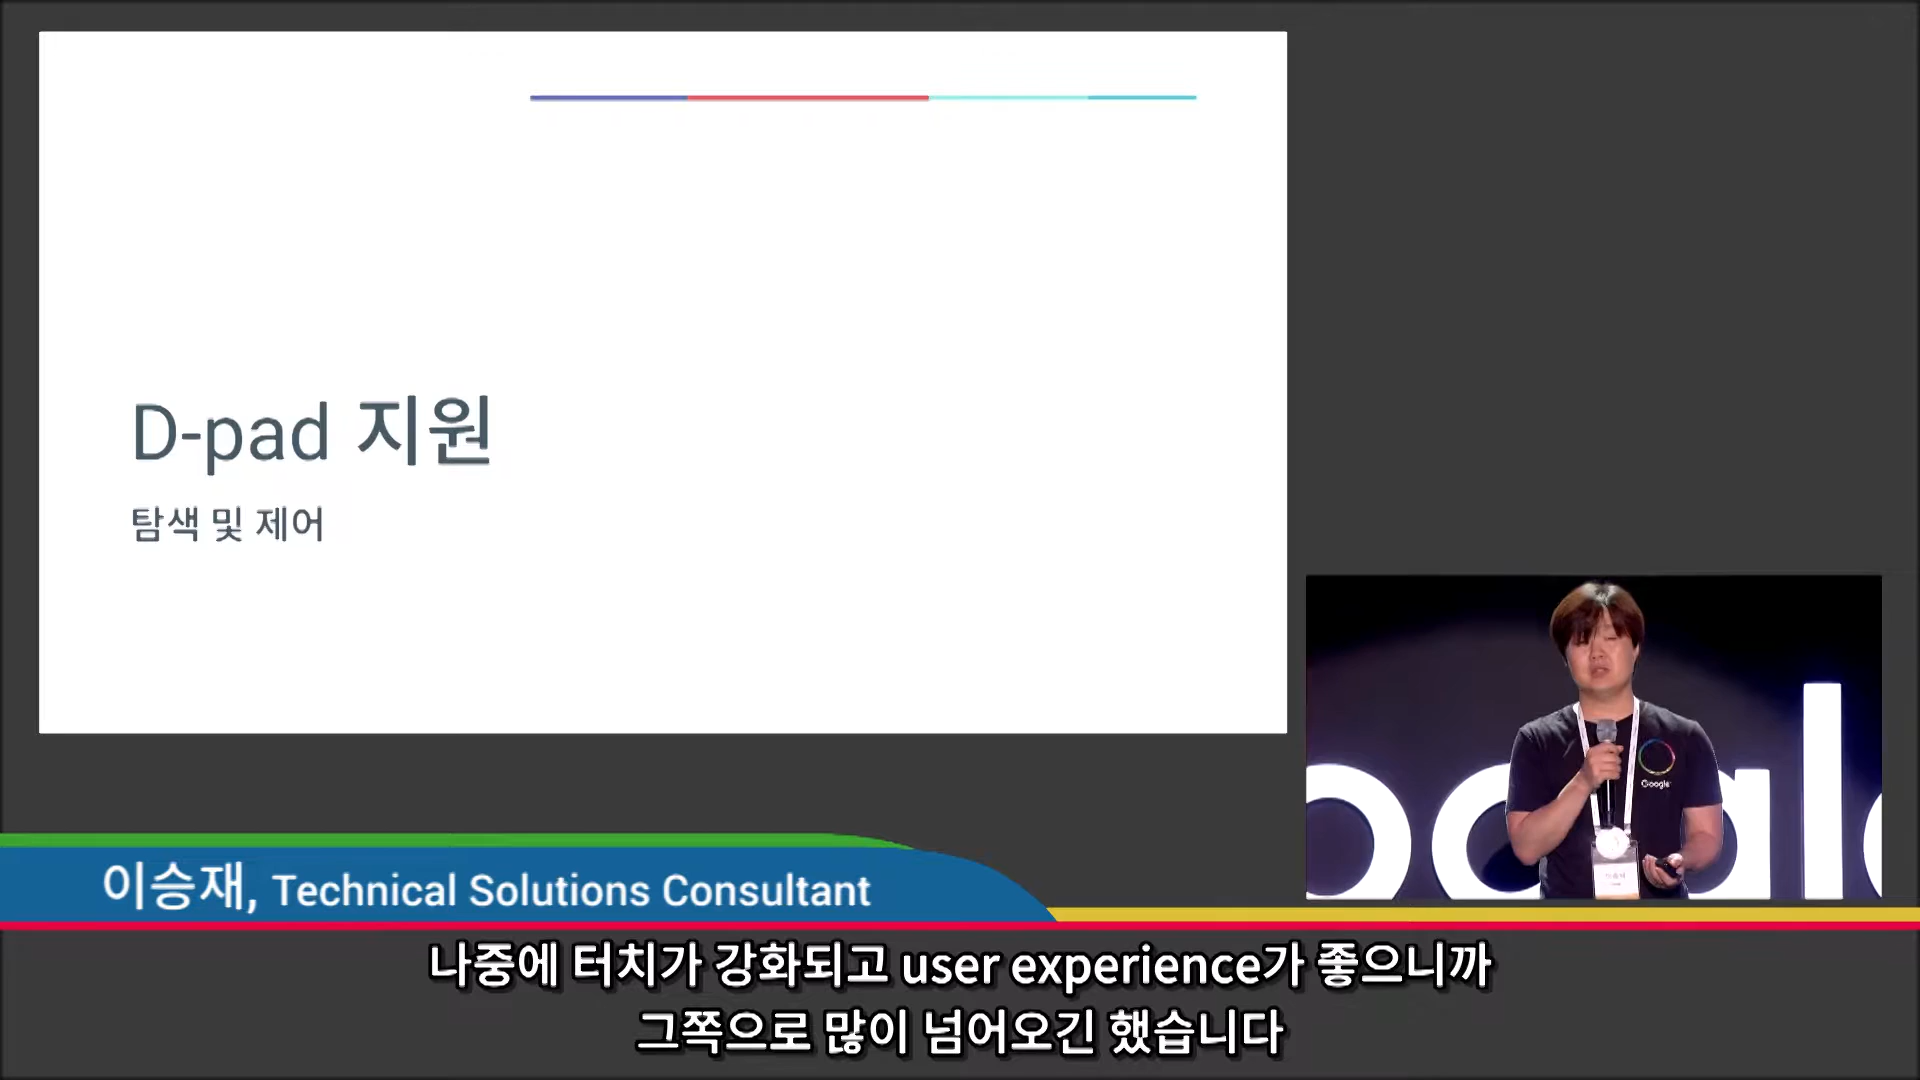 D-pad 지원
탐색 및 제어
Google
oogle
이승재, Technical Solutions Consultant
나중에 터치가 강화되고 user experience가 좋으니까
그쪽으로 많이 넘어오긴 했습니다